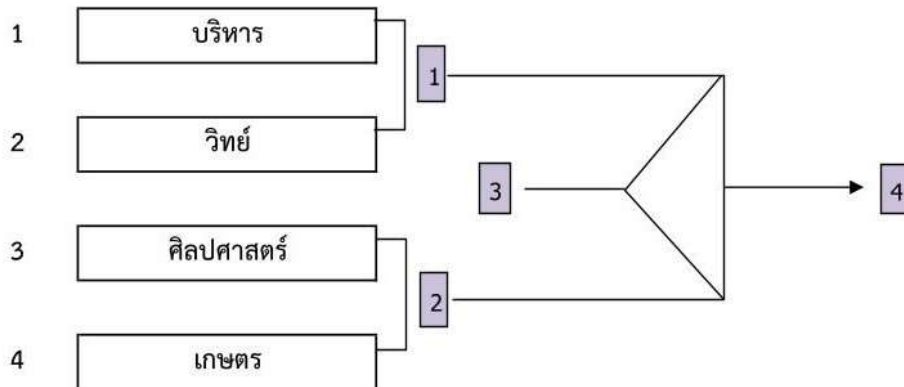 1 บริหาร
1
2 วิทย์
3
4
3 ศิลปศาสตร์
2
4 เกษตร